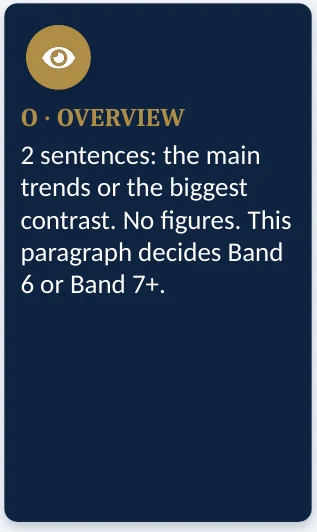 O · OVERVIEW
2 sentences: the main
trends or the biggest
contrast. No figures. This
paragraph decides Band
6 or Band 7+.